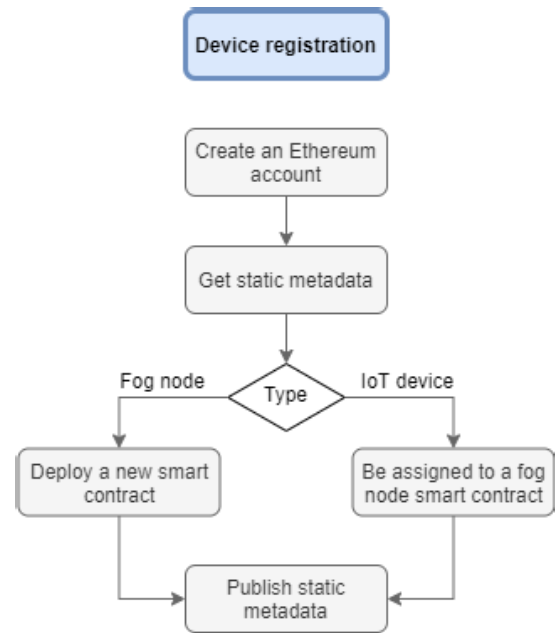 Device registration
Create an Ethereum
account
Get static metadata
Fog node
IoT device
Type
Deploy a new smart
contract
Be assigned to a fog
node smart contract
Publish static
metadata